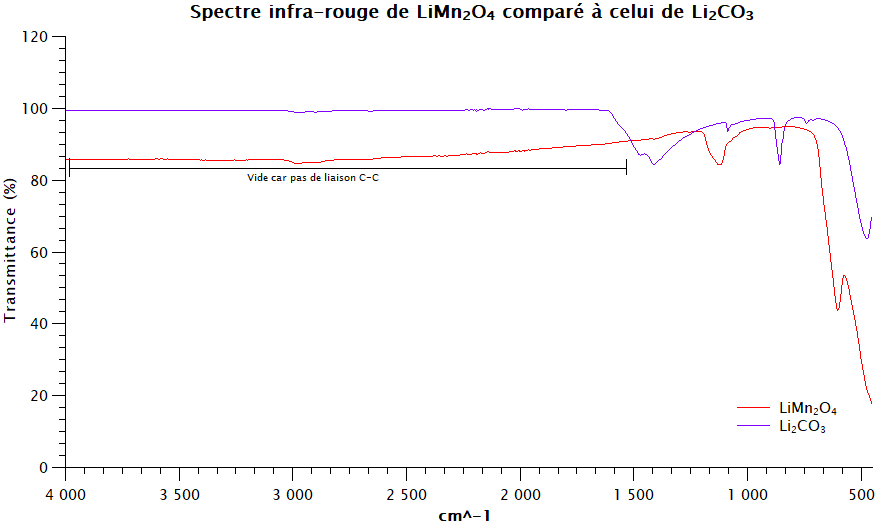 Spectre infra-rouge de LiMn₂O₄ comparé à celui de Li₂CO₃
120
100
80
60
40
20
0
Transmittance (%)
Vide car pas de liaison C-C
LiMn₂O₄
Li₂CO₃
4 000 3 500 3 000 2 500 2 000 1 500 1 000 500
cm^-1